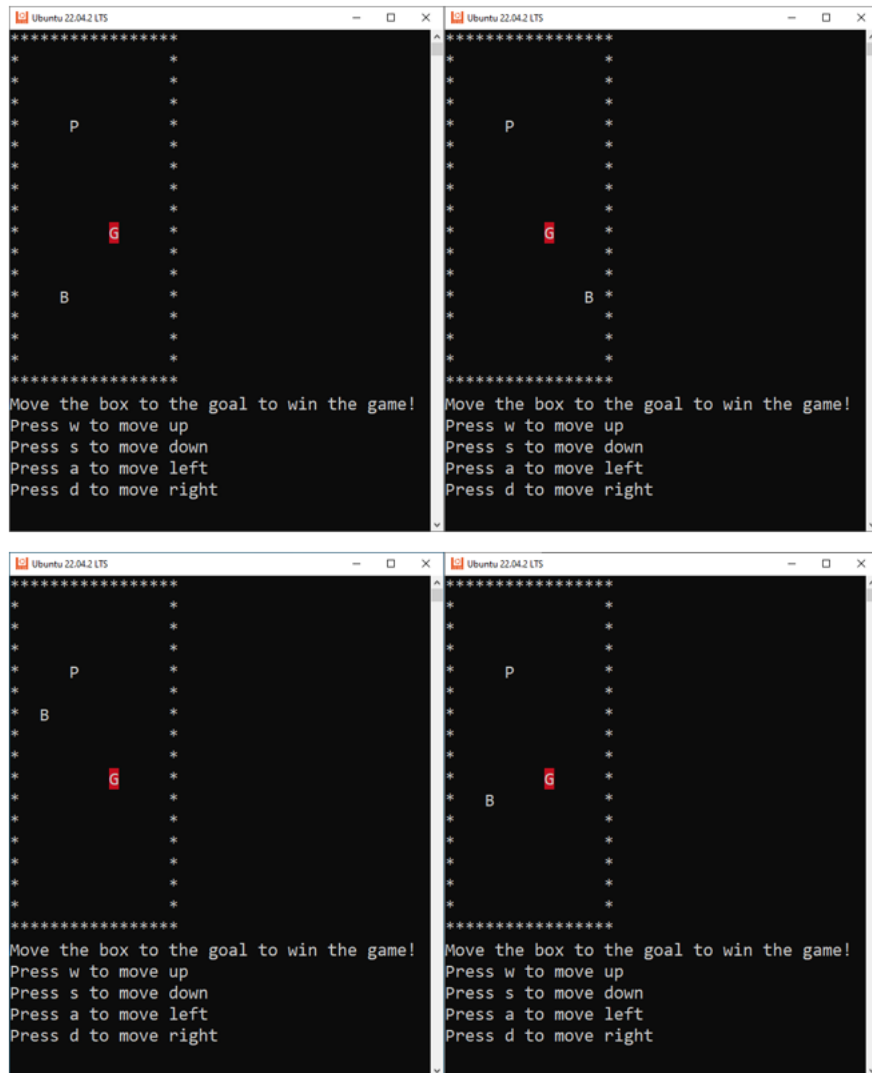 Ubuntu 22.04.2 LTS
*****************
*               *
*               *
*               *
*     P         *
*               *
*               *
*               *
*               *
*         G     *
*               *
*               *
*    B          *
*               *
*               *
*               *
*****************
Move the box to the goal to win the game!
Press w to move up
Press s to move down
Press a to move left
Press d to move right
Ubuntu 22.04.2 LTS
*****************
*               *
*               *
*               *
*     P         *
*               *
*               *
*               *
*               *
*         G     *
*               *
*               *
*             B *
*               *
*               *
*               *
*****************
Move the box to the goal to win the game!
Press w to move up
Press s to move down
Press a to move left
Press d to move right
Ubuntu 22.04.2 LTS
*****************
*               *
*               *
*               *
*     P         *
*               *
*  B            *
*               *
*               *
*         G     *
*               *
*               *
*               *
*               *
*               *
*               *
*****************
Move the box to the goal to win the game!
Press w to move up
Press s to move down
Press a to move left
Press d to move right
Ubuntu 22.04.2 LTS
*****************
*               *
*               *
*               *
*     P         *
*               *
*               *
*               *
*               *
*         G     *
*   B           *
*               *
*               *
*               *
*               *
*               *
*****************
Move the box to the goal to win the game!
Press w to move up
Press s to move down
Press a to move left
Press d to move right